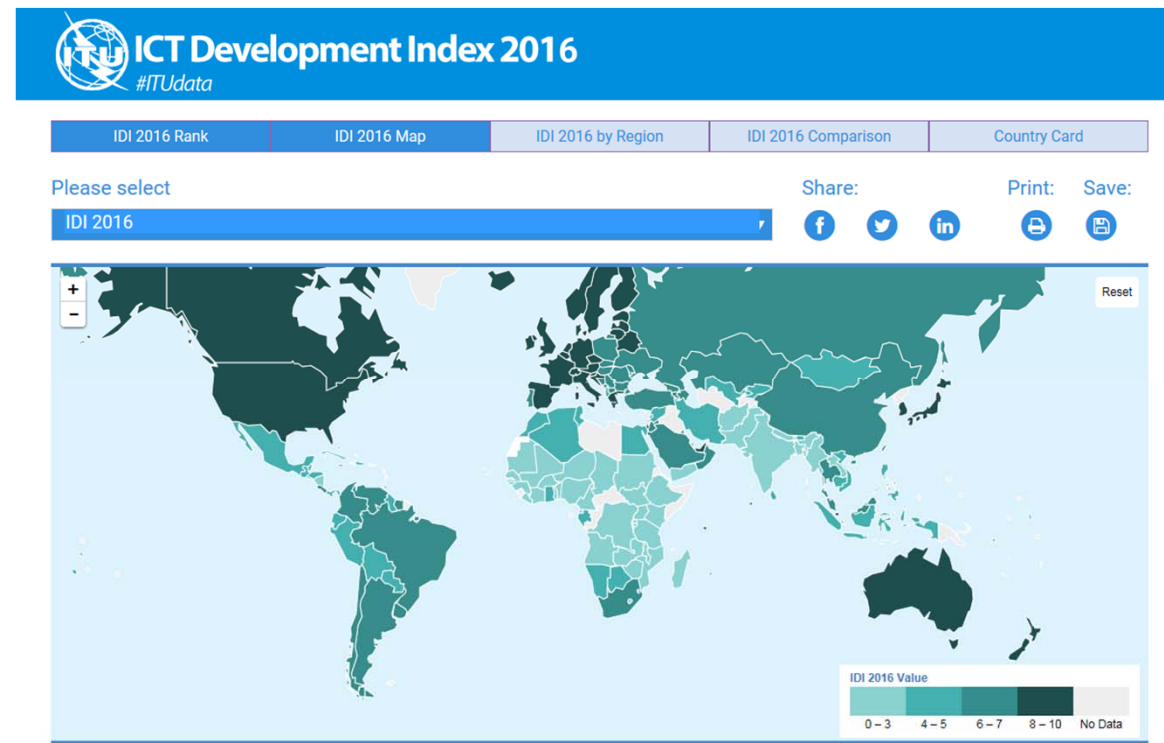 ITU
ICT Development Index 2016
#ITUdata
IDI 2016 Rank
IDI 2016 Map
IDI 2016 by Region
IDI 2016 Comparison
Country Card
Please select
Share:
Print:
Save:
IDI 2016
f
in
+
−
Reset
IDI 2016 Value
0 – 3
4 – 5
6 – 7
8 – 10
No Data